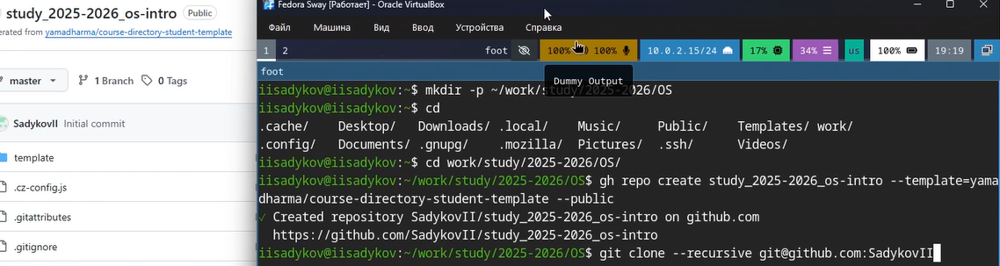 study_2025-2026_os-intro Public
erated from yamadharma/course-directory-student-template
master 1 Branch 0 Tags
SadykovII Initial commit
template
.cz-config.js
.gitattributes
.gitignore
Fedora Sway [Работает] - Oracle VirtualBox
Файл Машина Вид Ввод Устройства Справка
1 2 foot 100% 100% 10.0.2.15/24 17% 34% us 100% 19:19
foot
Dummy Output
iisadykov@iisadykov:~$ mkdir -p ~/work/study/2025-2026/OS
iisadykov@iisadykov:~$ cd
.cache/ Desktop/ Downloads/ .local/ Music/ Public/ Templates/ work/
.config/ Documents/ .gnupg/ .mozilla/ Pictures/ .ssh/ Videos/
iisadykov@iisadykov:~$ cd work/study/2025-2026/OS/
iisadykov@iisadykov:~/work/study/2025-2026/OS$ gh repo create study_2025-2026_os-intro --template=yama
dharma/course-directory-student-template --public
✓ Created repository SadykovII/study_2025-2026_os-intro on github.com
https://github.com/SadykovII/study_2025-2026_os-intro
iisadykov@iisadykov:~/work/study/2025-2026/OS$ git clone --recursive git@github.com:SadykovII